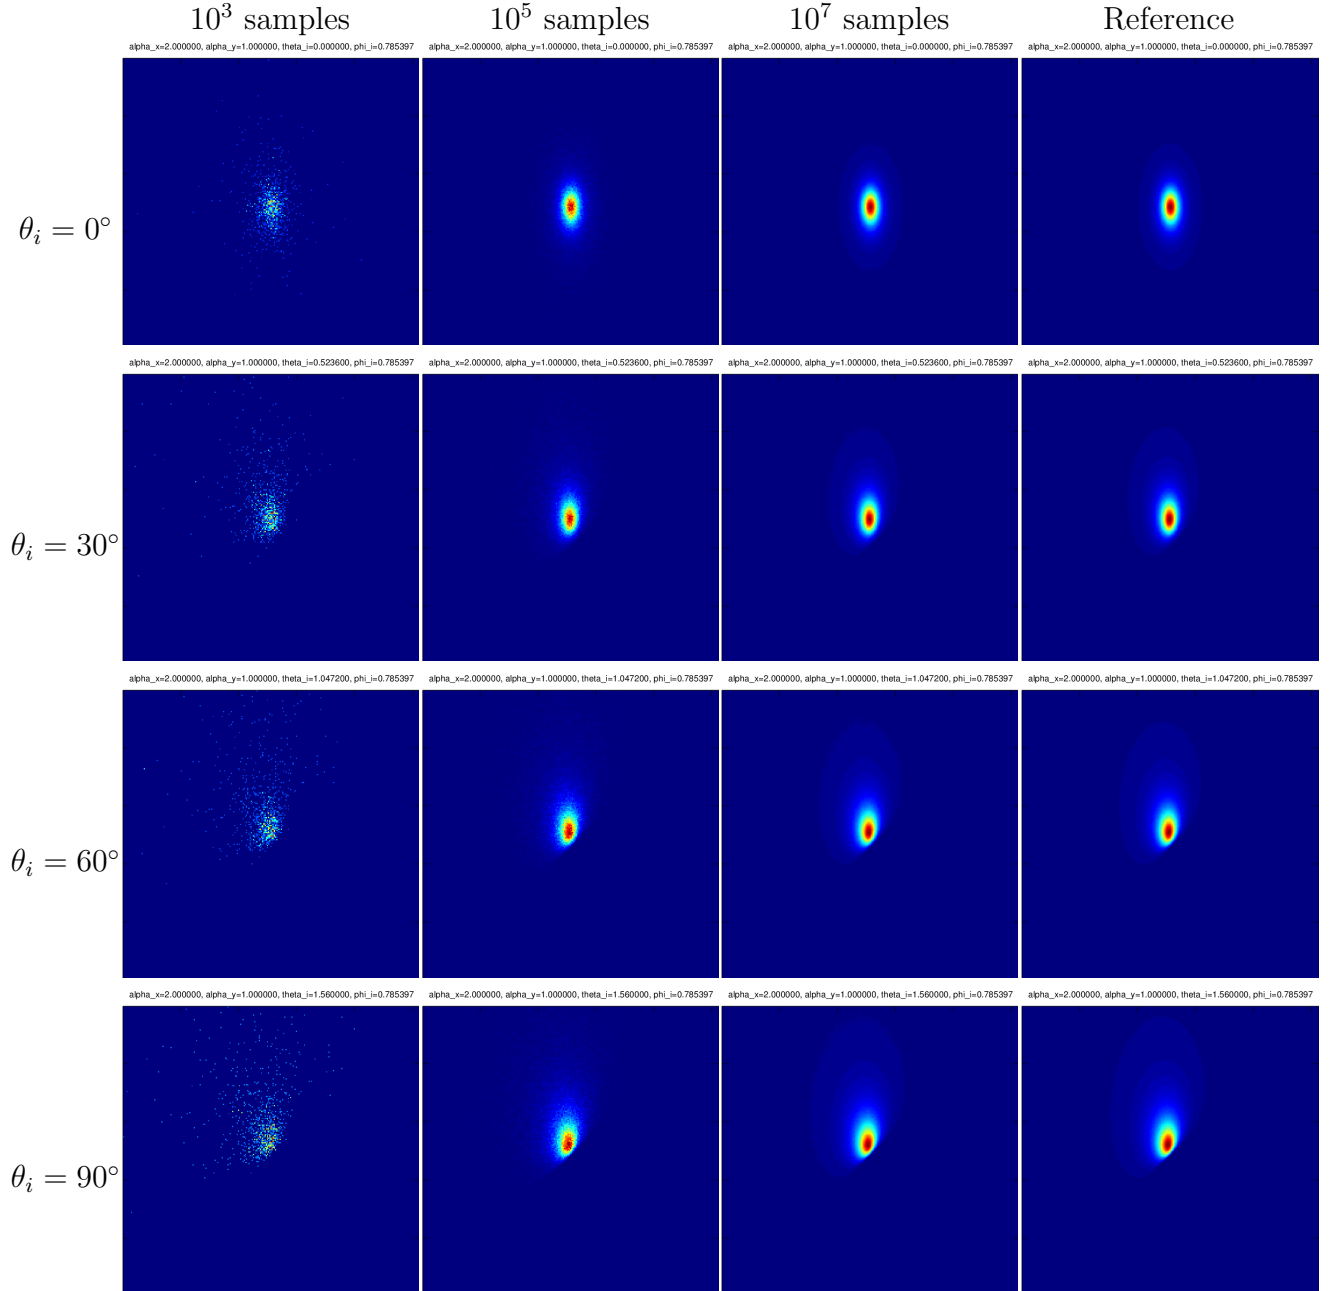 10³ samples 10⁵ samples 10⁷ samples Reference
alpha_x=2.000000, alpha_y=1.000000, theta_i=0.000000, phi_i=0.785397 alpha_x=2.000000, alpha_y=1.000000, theta_i=0.000000, phi_i=0.785397 alpha_x=2.000000, alpha_y=1.000000, theta_i=0.000000, phi_i=0.785397 alpha_x=2.000000, alpha_y=1.000000, theta_i=0.000000, phi_i=0.785397
θᵢ = 0°
alpha_x=2.000000, alpha_y=1.000000, theta_i=0.523600, phi_i=0.785397 alpha_x=2.000000, alpha_y=1.000000, theta_i=0.523600, phi_i=0.785397 alpha_x=2.000000, alpha_y=1.000000, theta_i=0.523600, phi_i=0.785397 alpha_x=2.000000, alpha_y=1.000000, theta_i=0.523600, phi_i=0.785397
θᵢ = 30°
alpha_x=2.000000, alpha_y=1.000000, theta_i=1.047200, phi_i=0.785397 alpha_x=2.000000, alpha_y=1.000000, theta_i=1.047200, phi_i=0.785397 alpha_x=2.000000, alpha_y=1.000000, theta_i=1.047200, phi_i=0.785397 alpha_x=2.000000, alpha_y=1.000000, theta_i=1.047200, phi_i=0.785397
θᵢ = 60°
alpha_x=2.000000, alpha_y=1.000000, theta_i=1.560000, phi_i=0.785397 alpha_x=2.000000, alpha_y=1.000000, theta_i=1.560000, phi_i=0.785397 alpha_x=2.000000, alpha_y=1.000000, theta_i=1.560000, phi_i=0.785397 alpha_x=2.000000, alpha_y=1.000000, theta_i=1.560000, phi_i=0.785397
θᵢ = 90°